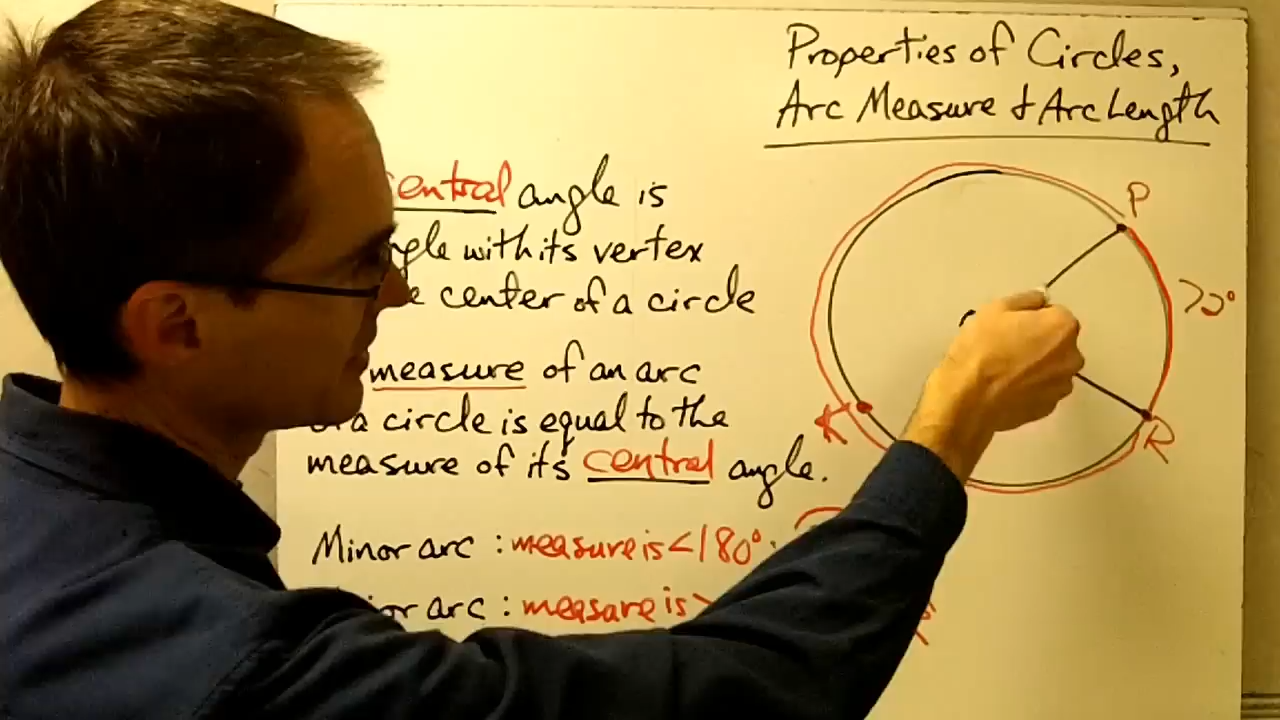 Properties of Circles,
Arc Measure & Arc Length
central angle is
with its vertex
center of a circle
measure of an arc
a circle is equal to the
measure of its central angle.
Minor arc : measure is < 180°
arc : measure is >
P
70°
K
R